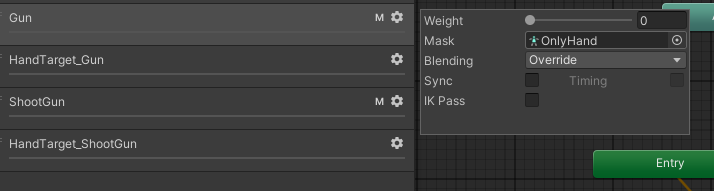 Gun M
HandTarget_Gun
ShootGun M
HandTarget_ShootGun
Weight 0
Mask OnlyHand
Blending Override
Sync Timing
IK Pass
Entry